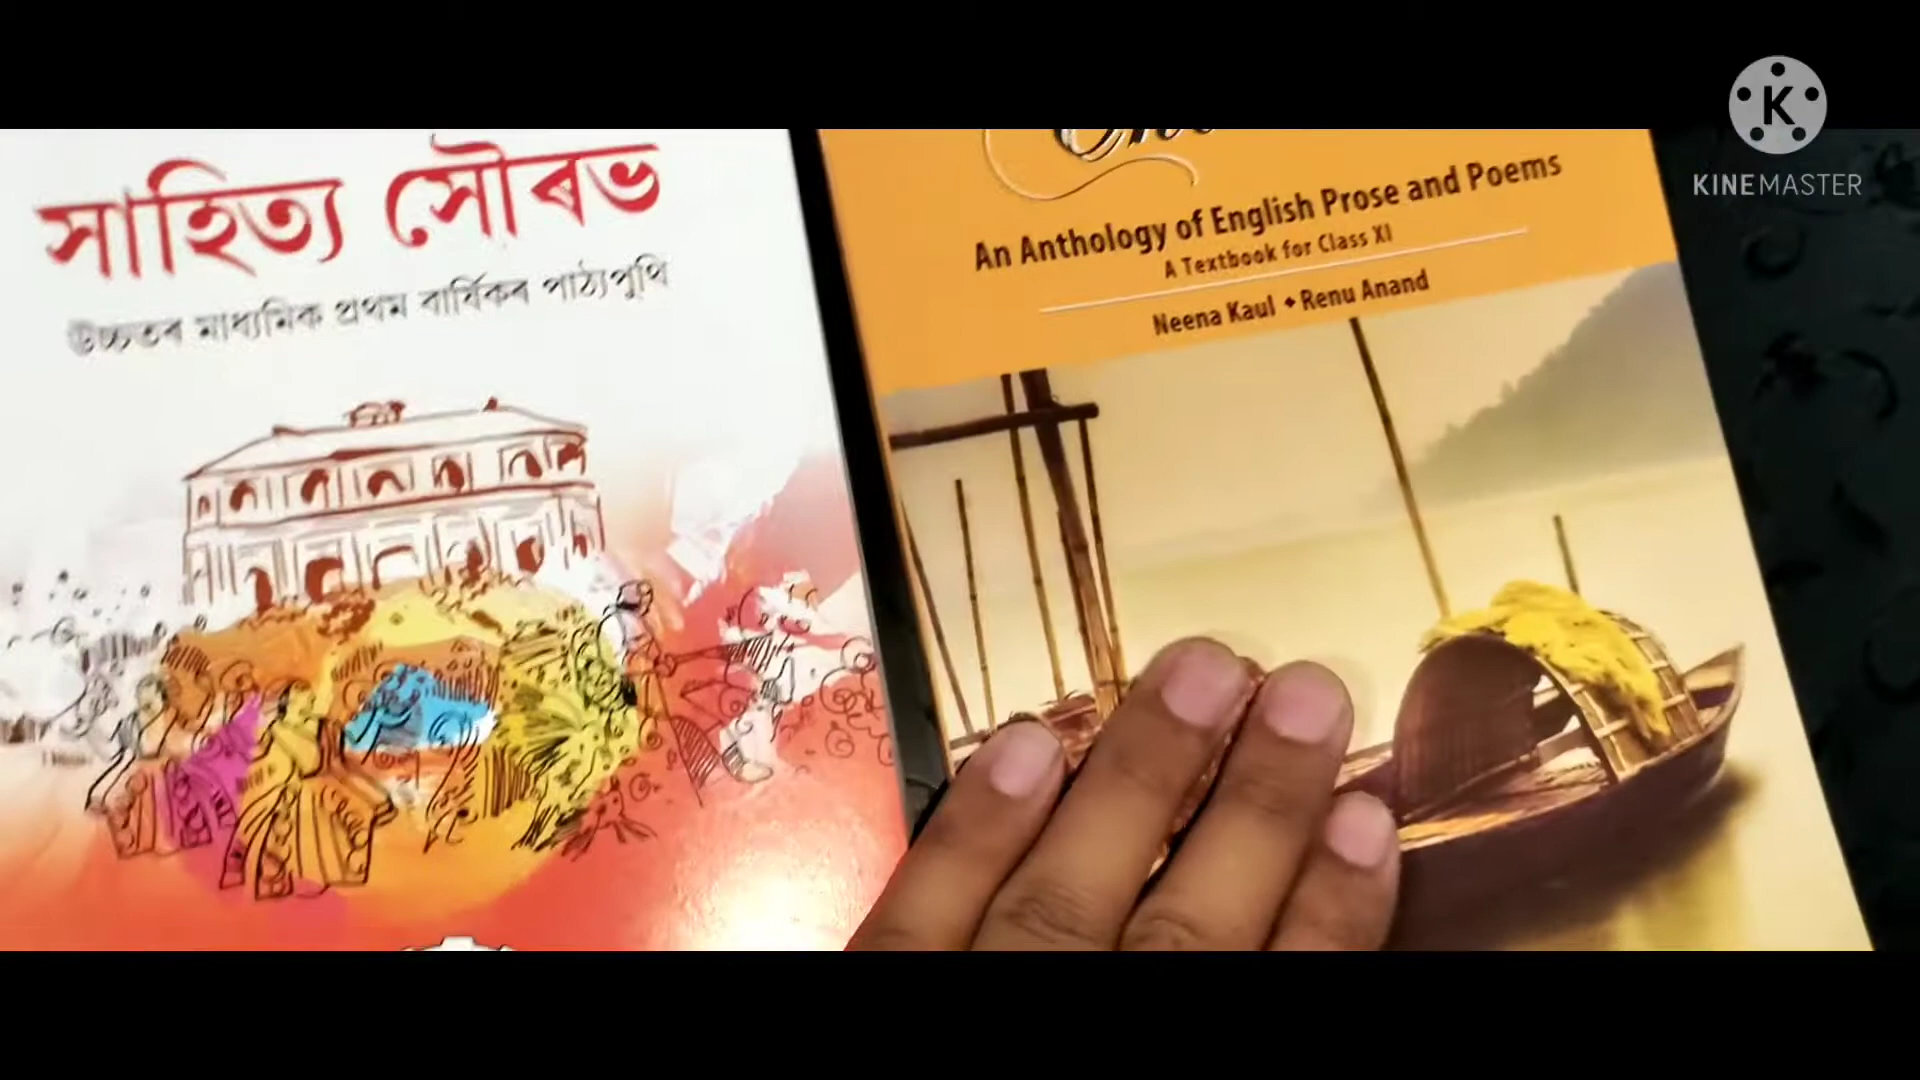 সাহিত্য সৌৰভ
উচ্চতৰ মাধ্যমিক প্ৰথম বাৰ্ষিকৰ পাঠ্যপুথি
An Anthology of English Prose and Poems
A Textbook for Class XI
Neena Kaul ♦ Renu Anand
K
KINEMASTER